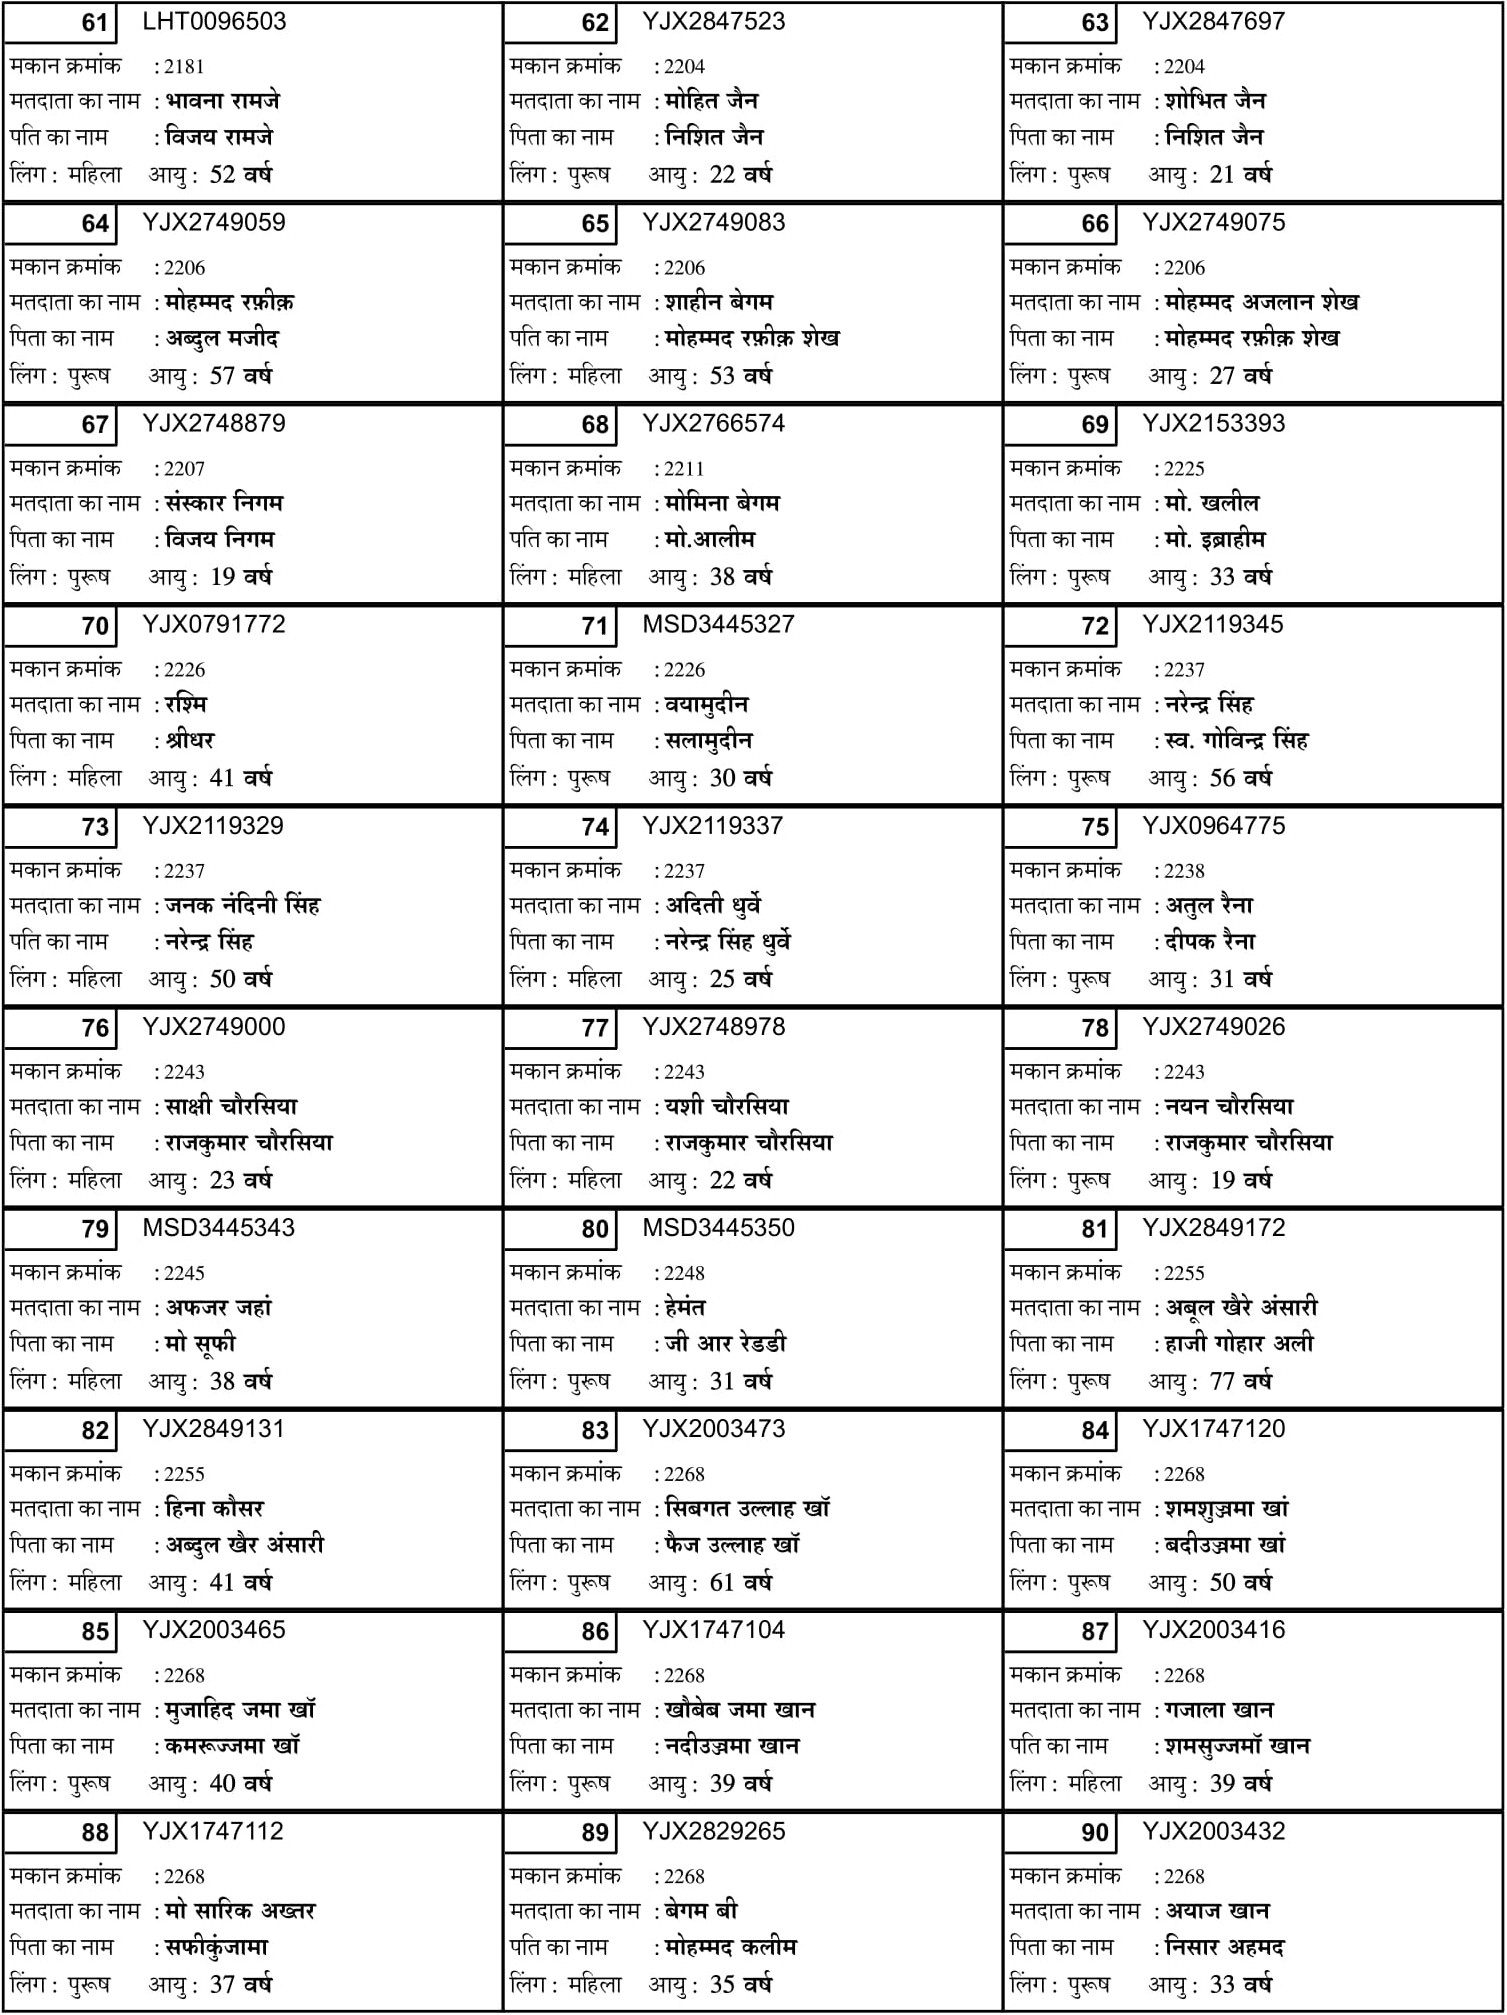 61 LHT0096503
मकान क्रमांक : 2181
मतदाता का नाम : भावना रामजे
पति का नाम : विजय रामजे
लिंग : महिला आयु : 52 वर्ष
62 YJX2847523
मकान क्रमांक : 2204
मतदाता का नाम : मोहित जैन
पिता का नाम : निशित जैन
लिंग : पुरूष आयु : 22 वर्ष
63 YJX2847697
मकान क्रमांक : 2204
मतदाता का नाम : शोभित जैन
पिता का नाम : निशित जैन
लिंग : पुरूष आयु : 21 वर्ष
64 YJX2749059
मकान क्रमांक : 2206
मतदाता का नाम : मोहम्मद रफ़ीक़
पिता का नाम : अब्दुल मजीद
लिंग : पुरूष आयु : 57 वर्ष
65 YJX2749083
मकान क्रमांक : 2206
मतदाता का नाम : शाहीन बेगम
पति का नाम : मोहम्मद रफ़ीक़ शेख
लिंग : महिला आयु : 53 वर्ष
66 YJX2749075
मकान क्रमांक : 2206
मतदाता का नाम : मोहम्मद अजलान शेख
पिता का नाम : मोहम्मद रफ़ीक़ शेख
लिंग : पुरूष आयु : 27 वर्ष
67 YJX2748879
मकान क्रमांक : 2207
मतदाता का नाम : संस्कार निगम
पिता का नाम : विजय निगम
लिंग : पुरूष आयु : 19 वर्ष
68 YJX2766574
मकान क्रमांक : 2211
मतदाता का नाम : मोमिना बेगम
पति का नाम : मो.आलीम
लिंग : महिला आयु : 38 वर्ष
69 YJX2153393
मकान क्रमांक : 2225
मतदाता का नाम : मो. खलील
पिता का नाम : मो. इब्राहीम
लिंग : पुरूष आयु : 33 वर्ष
70 YJX0791772
मकान क्रमांक : 2226
मतदाता का नाम : रश्मि
पिता का नाम : श्रीधर
लिंग : महिला आयु : 41 वर्ष
71 MSD3445327
मकान क्रमांक : 2226
मतदाता का नाम : वयामुदीन
पिता का नाम : सलामुदीन
लिंग : पुरूष आयु : 30 वर्ष
72 YJX2119345
मकान क्रमांक : 2237
मतदाता का नाम : नरेन्द्र सिंह
पिता का नाम : स्व. गोविन्द्र सिंह
लिंग : पुरूष आयु : 56 वर्ष
73 YJX2119329
मकान क्रमांक : 2237
मतदाता का नाम : जनक नंदिनी सिंह
पति का नाम : नरेन्द्र सिंह
लिंग : महिला आयु : 50 वर्ष
74 YJX2119337
मकान क्रमांक : 2237
मतदाता का नाम : अदिती धुर्वे
पिता का नाम : नरेन्द्र सिंह धुर्वे
लिंग : महिला आयु : 25 वर्ष
75 YJX0964775
मकान क्रमांक : 2238
मतदाता का नाम : अतुल रैना
पिता का नाम : दीपक रैना
लिंग : पुरूष आयु : 31 वर्ष
76 YJX2749000
मकान क्रमांक : 2243
मतदाता का नाम : साक्षी चौरसिया
पिता का नाम : राजकुमार चौरसिया
लिंग : महिला आयु : 23 वर्ष
77 YJX2748978
मकान क्रमांक : 2243
मतदाता का नाम : यशी चौरसिया
पिता का नाम : राजकुमार चौरसिया
लिंग : महिला आयु : 22 वर्ष
78 YJX2749026
मकान क्रमांक : 2243
मतदाता का नाम : नयन चौरसिया
पिता का नाम : राजकुमार चौरसिया
लिंग : पुरूष आयु : 19 वर्ष
79 MSD3445343
मकान क्रमांक : 2245
मतदाता का नाम : अफजर जहां
पिता का नाम : मो सूफी
लिंग : महिला आयु : 38 वर्ष
80 MSD3445350
मकान क्रमांक : 2248
मतदाता का नाम : हेमंत
पिता का नाम : जी आर रेडडी
लिंग : पुरूष आयु : 31 वर्ष
81 YJX2849172
मकान क्रमांक : 2255
मतदाता का नाम : अबूल खैरे अंसारी
पिता का नाम : हाजी गोहार अली
लिंग : पुरूष आयु : 77 वर्ष
82 YJX2849131
मकान क्रमांक : 2255
मतदाता का नाम : हिना कौसर
पिता का नाम : अब्दुल खैर अंसारी
लिंग : महिला आयु : 41 वर्ष
83 YJX2003473
मकान क्रमांक : 2268
मतदाता का नाम : सिबगत उल्लाह खॉ
पिता का नाम : फैज उल्लाह खॉ
लिंग : पुरूष आयु : 61 वर्ष
84 YJX1747120
मकान क्रमांक : 2268
मतदाता का नाम : शमशुज्जमा खां
पिता का नाम : बदीउज्जमा खां
लिंग : पुरूष आयु : 50 वर्ष
85 YJX2003465
मकान क्रमांक : 2268
मतदाता का नाम : मुजाहिद जमा खॉ
पिता का नाम : कमरूज्जमा खॉ
लिंग : पुरूष आयु : 40 वर्ष
86 YJX1747104
मकान क्रमांक : 2268
मतदाता का नाम : खौबेब जमा खान
पिता का नाम : नदीउज्जमा खान
लिंग : पुरूष आयु : 39 वर्ष
87 YJX2003416
मकान क्रमांक : 2268
मतदाता का नाम : गजाला खान
पति का नाम : शमसुज्जमॉ खान
लिंग : महिला आयु : 39 वर्ष
88 YJX1747112
मकान क्रमांक : 2268
मतदाता का नाम : मो सारिक अख्तर
पिता का नाम : सफीकुंजामा
लिंग : पुरूष आयु : 37 वर्ष
89 YJX2829265
मकान क्रमांक : 2268
मतदाता का नाम : बेगम बी
पति का नाम : मोहम्मद कलीम
लिंग : महिला आयु : 35 वर्ष
90 YJX2003432
मकान क्रमांक : 2268
मतदाता का नाम : अयाज खान
पिता का नाम : निसार अहमद
लिंग : पुरूष आयु : 33 वर्ष